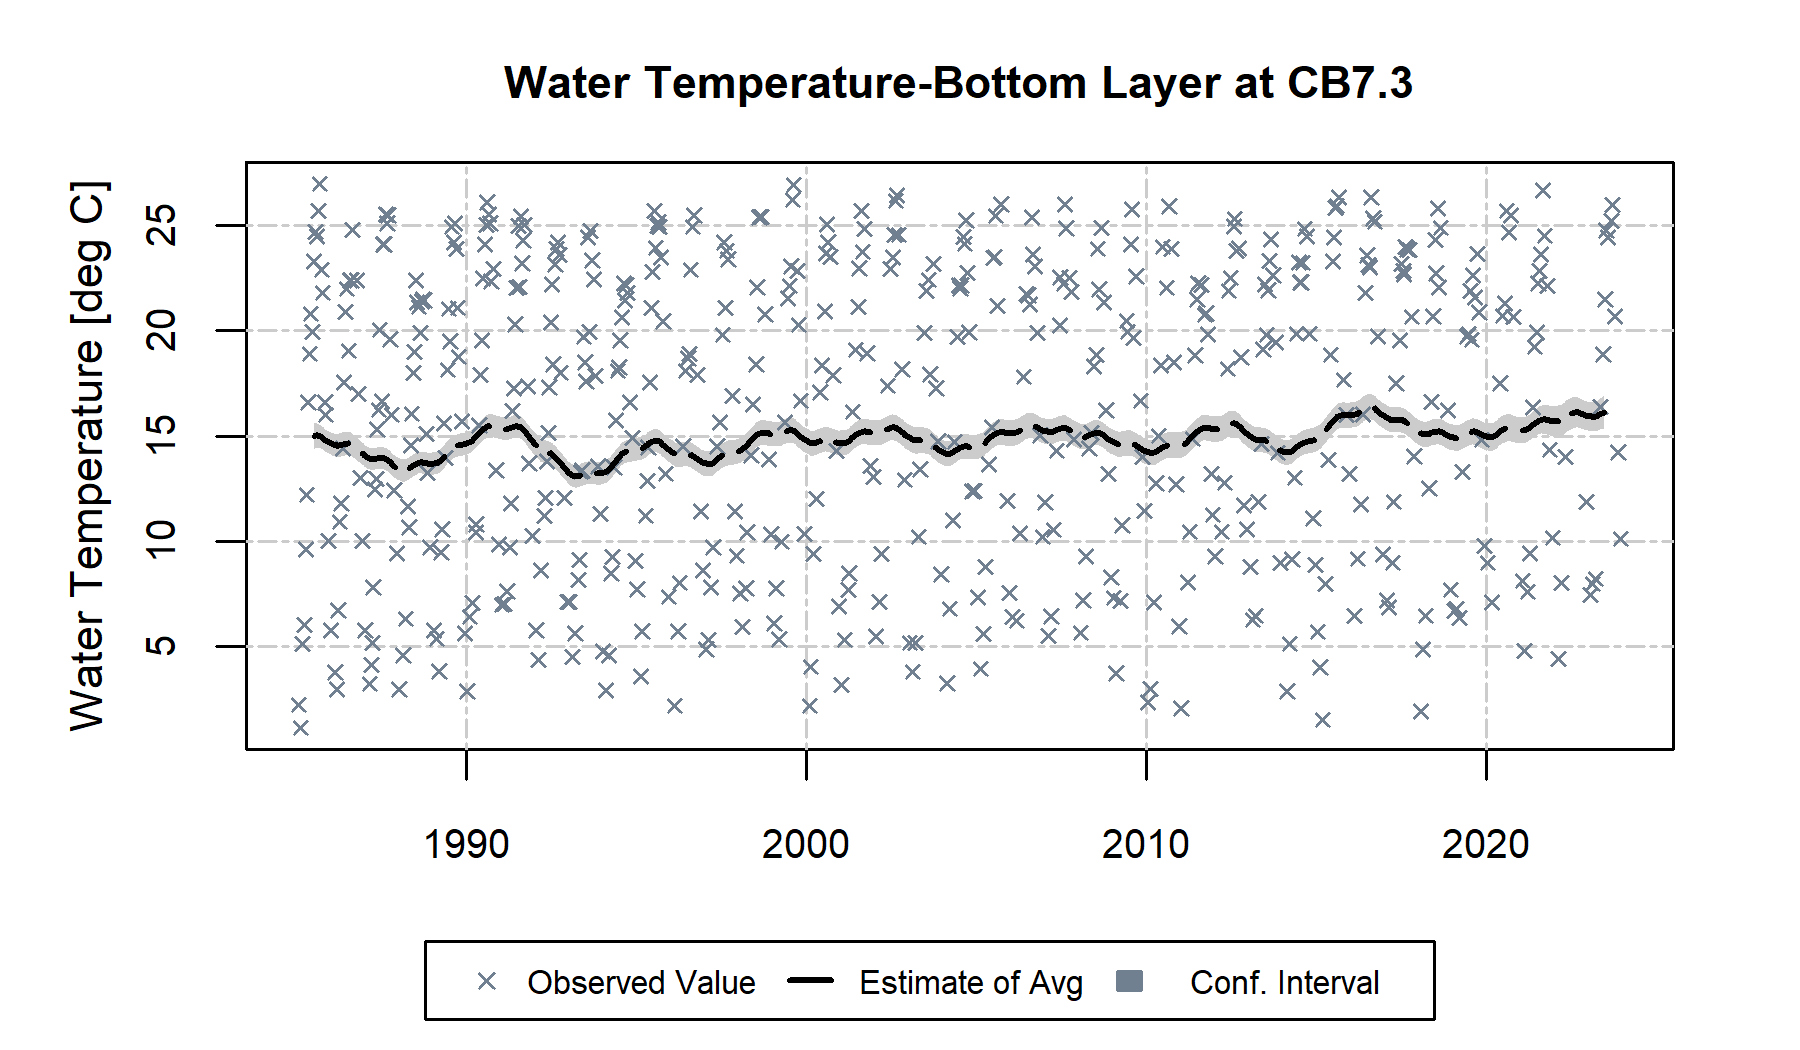 Water Temperature-Bottom Layer at CB7.3
Water Temperature [deg C]
25
20
15
10
5
1990 2000 2010 2020
Observed Value Estimate of Avg Conf. Interval